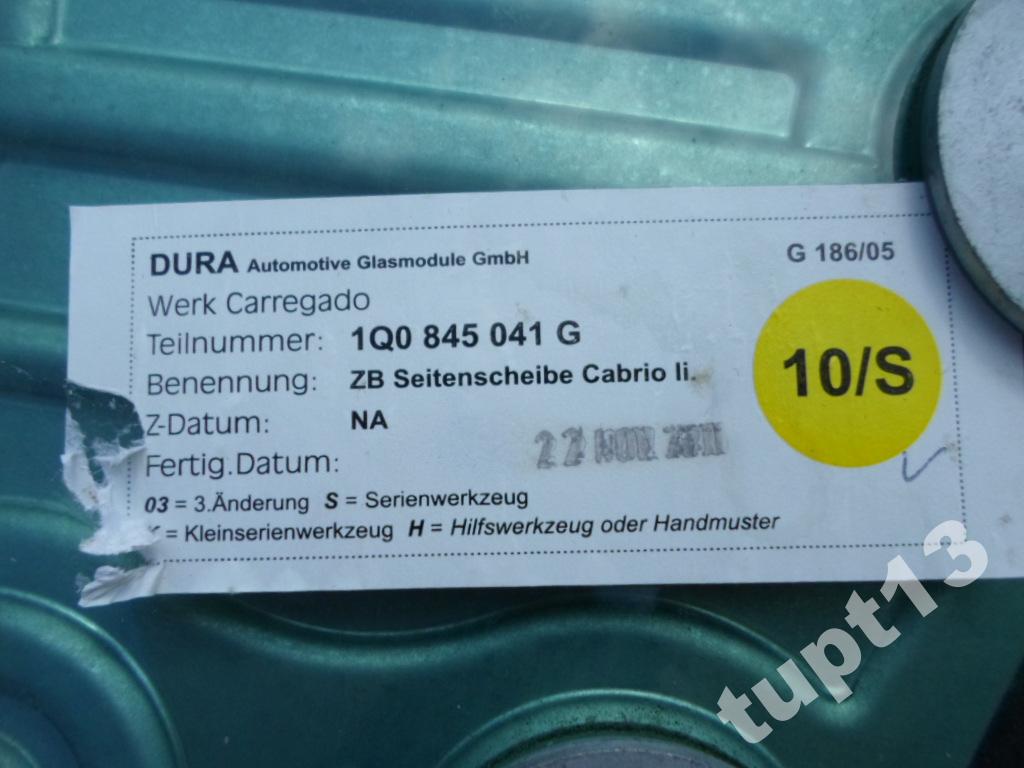 DURA Automotive Glasmodule GmbH
G 186/05
Werk Carregado
Teilnummer: 1Q0 845 041 G
Benennung: ZB Seitenscheibe Cabrio li.
10/S
Z-Datum: NA
Fertig.Datum: 22
03 = 3.Änderung S = Serienwerkzeug
= Kleinserienwerkzeug H = Hilfswerkzeug oder Handmuster
tupt13